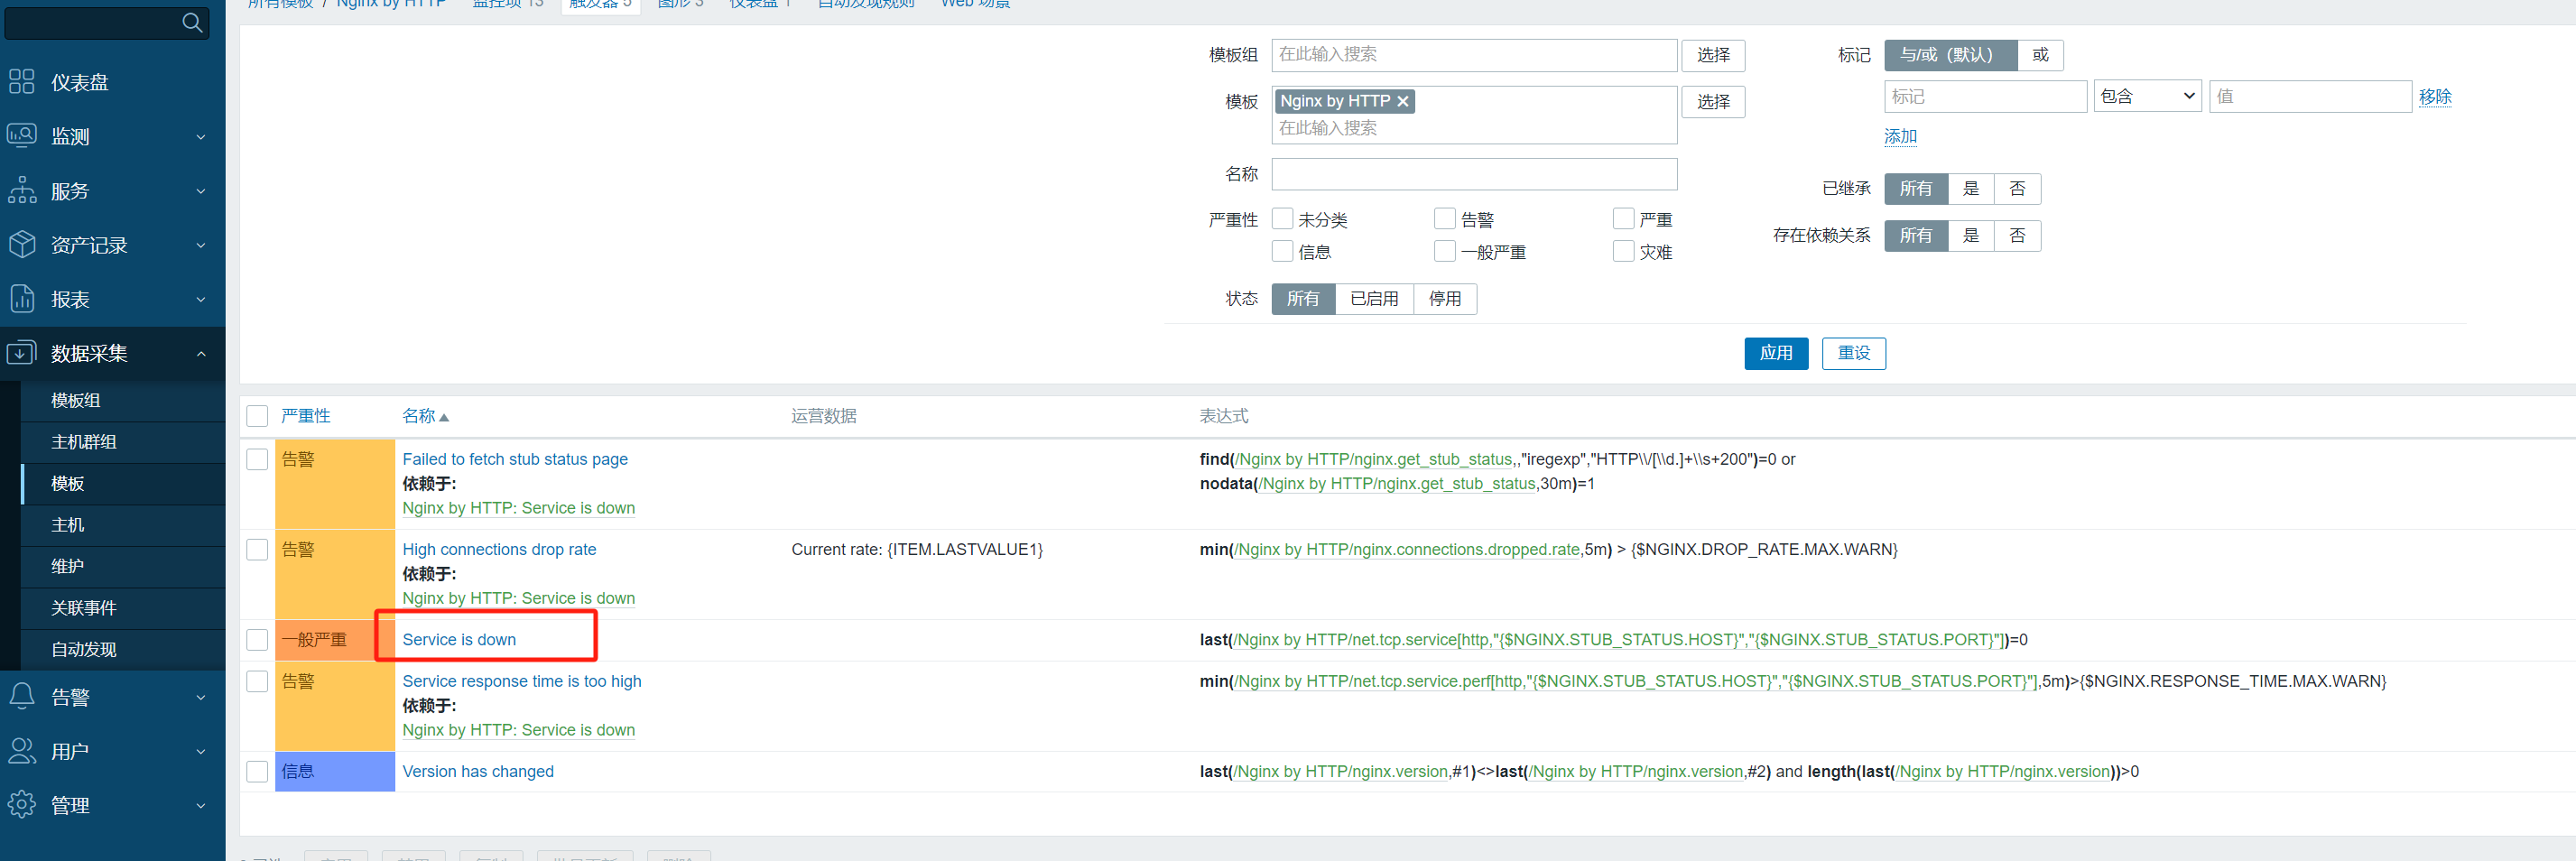 所有模板 / Nginx by HTTP 监控项 13 触发器 5 图形 3 仪表盘 1 自动发现规则 Web 场景
仪表盘
监测
服务
资产记录
报表
数据采集
模板组
主机群组
模板
主机
维护
关联事件
自动发现
告警
用户
管理
模板组 在此输入搜索 选择
模板 Nginx by HTTP 选择
在此输入搜索
名称
严重性 未分类 告警 严重
信息 一般严重 灾难
状态 所有 已启用 停用
标记 与/或（默认） 或
标记 包含 值 移除
添加
已继承 所有 是 否
存在依赖关系 所有 是 否
应用 重设
严重性 名称 运营数据 表达式
告警 Failed to fetch stub status page find(/Nginx by HTTP/nginx.get_stub_status,,"iregexp","HTTP\\/[\\d.]+\\s+200")=0 or
依赖于: nodata(/Nginx by HTTP/nginx.get_stub_status,30m)=1
Nginx by HTTP: Service is down
告警 High connections drop rate Current rate: {ITEM.LASTVALUE1} min(/Nginx by HTTP/nginx.connections.dropped.rate,5m) > {$NGINX.DROP_RATE.MAX.WARN}
依赖于:
Nginx by HTTP: Service is down
一般严重 Service is down last(/Nginx by HTTP/net.tcp.service[http,"{$NGINX.STUB_STATUS.HOST}","{$NGINX.STUB_STATUS.PORT}"])=0
告警 Service response time is too high min(/Nginx by HTTP/net.tcp.service.perf[http,"{$NGINX.STUB_STATUS.HOST}","{$NGINX.STUB_STATUS.PORT}"],5m)>{$NGINX.RESPONSE_TIME.MAX.WARN}
依赖于:
Nginx by HTTP: Service is down
信息 Version has changed last(/Nginx by HTTP/nginx.version,#1)<>last(/Nginx by HTTP/nginx.version,#2) and length(last(/Nginx by HTTP/nginx.version))>0